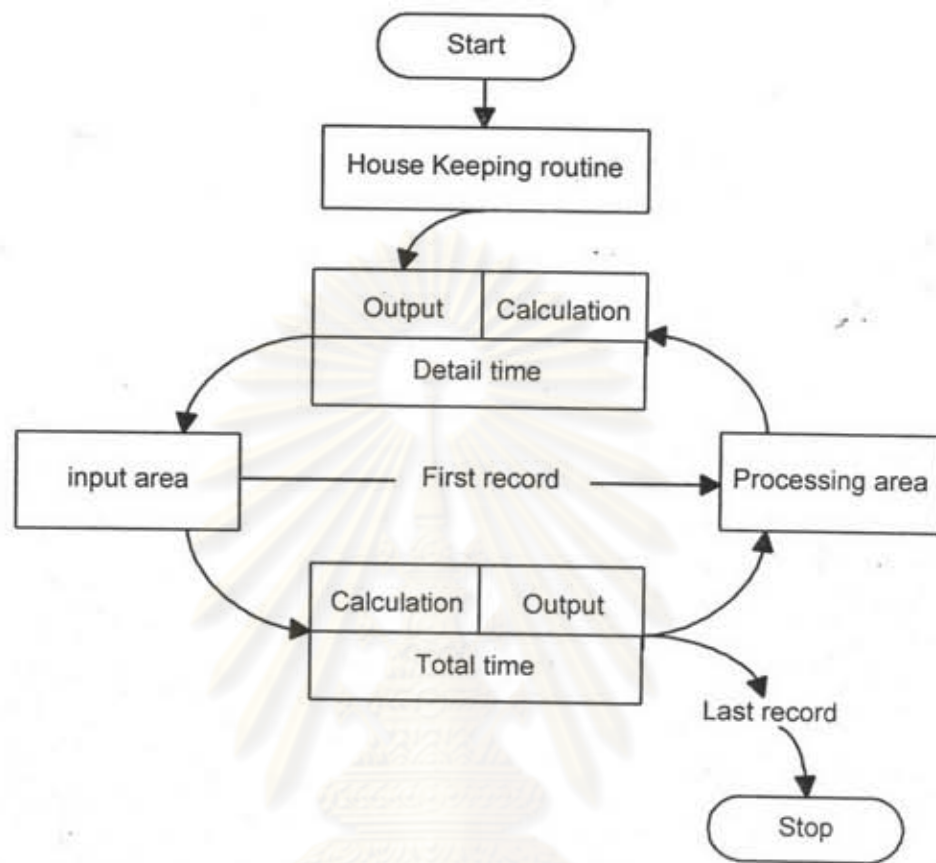 Start
House Keeping routine
Output
Calculation
Detail time
input area
First record
Processing area
Calculation
Output
Total time
Last record
Stop